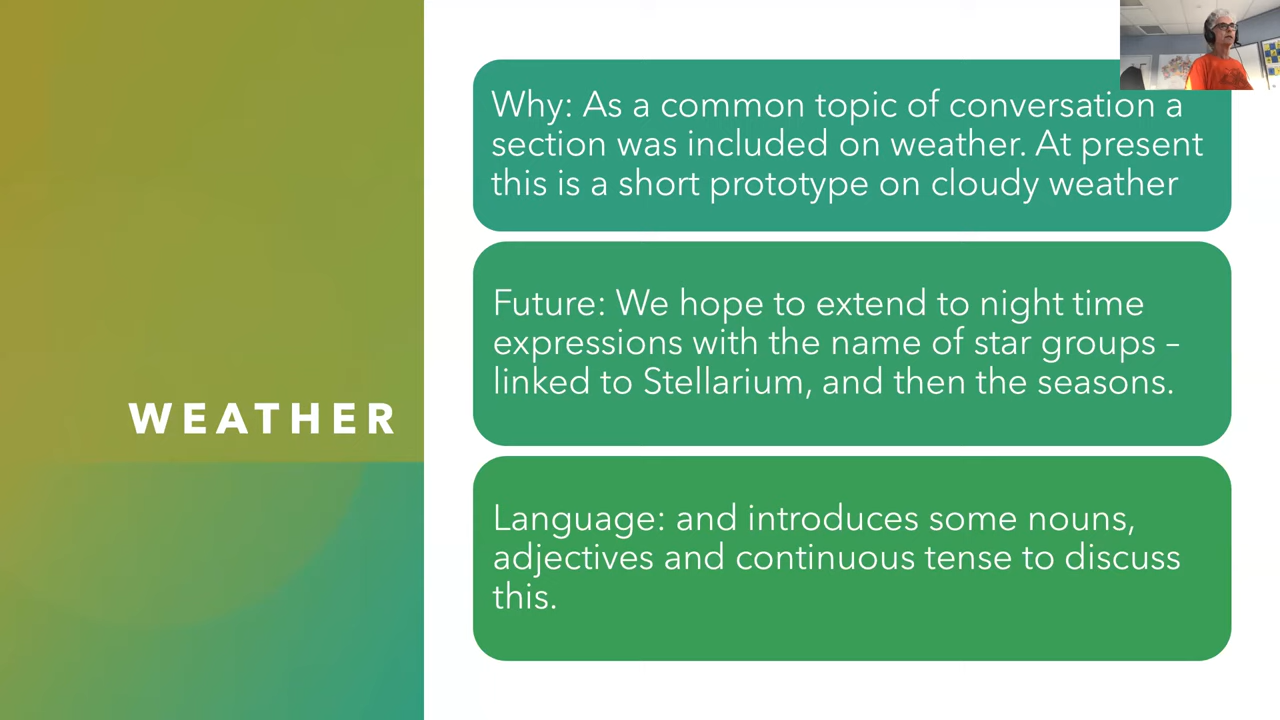 WEATHER
Why: As a common topic of conversation a
section was included on weather. At present
this is a short prototype on cloudy weather
Future: We hope to extend to night time
expressions with the name of star groups –
linked to Stellarium, and then the seasons.
Language: and introduces some nouns,
adjectives and continuous tense to discuss
this.